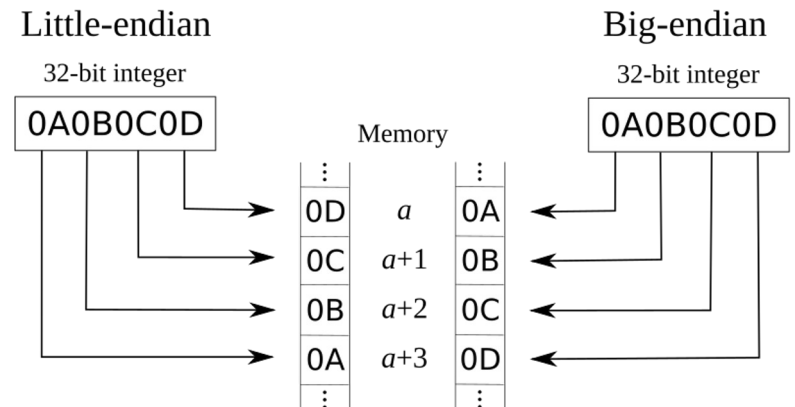 Little-endian
Big-endian
32-bit integer
32-bit integer
0A0B0C0D
0A0B0C0D
Memory
⋮ ⋮
0D a 0A
0C a+1 0B
0B a+2 0C
0A a+3 0D
⋮ ⋮